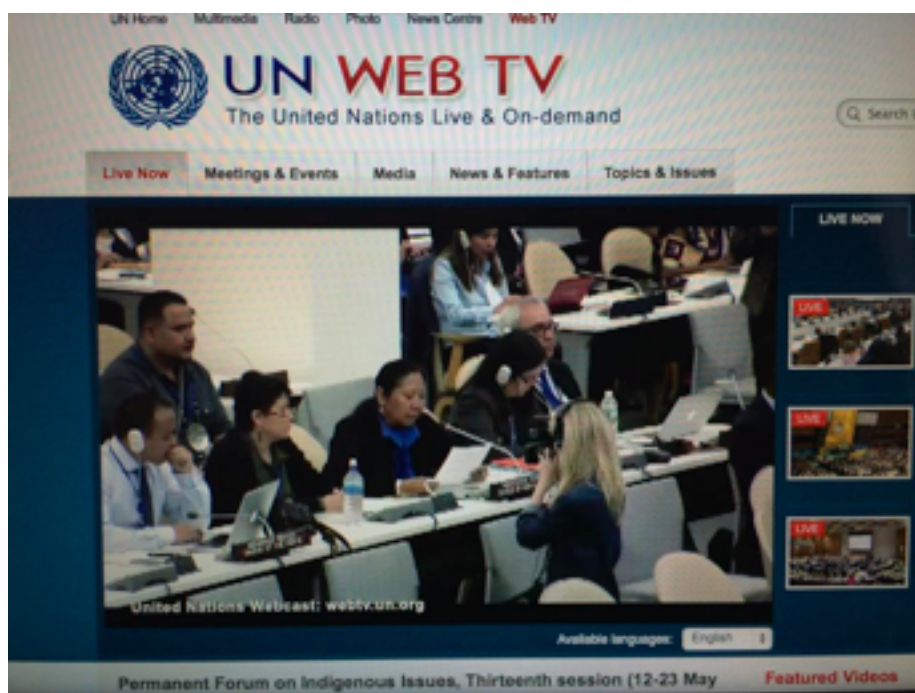 UN Home Multimedia Radio Photo News Centre Web TV
UN WEB TV
The United Nations Live & On-demand
Search
Live Now Meetings & Events Media News & Features Topics & Issues
LIVE NOW
LIVE
LIVE
LIVE
United Nations Webcast: webtv.un.org
Available languages: English
Permanent Forum on Indigenous Issues, Thirteenth session (12-23 May
Featured Videos